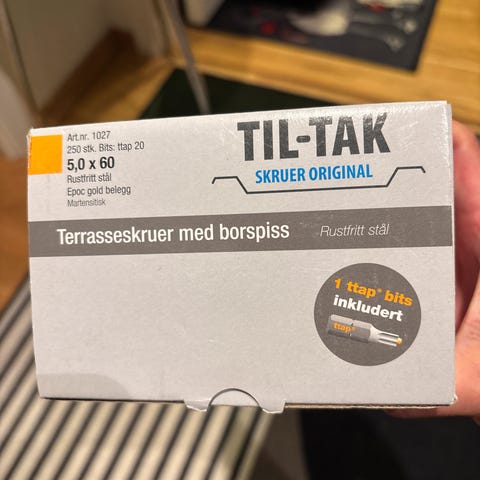 Art.nr. 1027
250 stk. Bits: ttap 20
5,0 x 60
Rustfritt stål
Epoc gold belegg
Martensitisk
TIL-TAK
SKRUER ORIGINAL
Terrasseskruer med borspiss
Rustfritt stål
1 ttap® bits
inkludert
ttap®